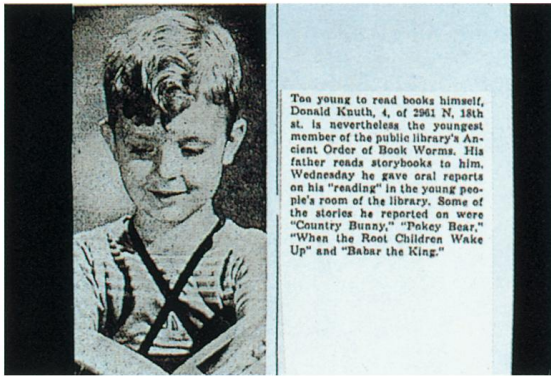 Too young to read books himself,
Donald Knuth, 4, of 2961 N. 18th
st. is nevertheless the youngest
member of the public library's An-
cient Order of Book Worms. His
father reads storybooks to him.
Wednesday he gave oral reports
on his "reading" in the young peo-
ple's room of the library. Some of
the stories he reported on were
"Country Bunny," "Pokey Bear,"
"When the Root Children Wake
Up" and "Babar the King."